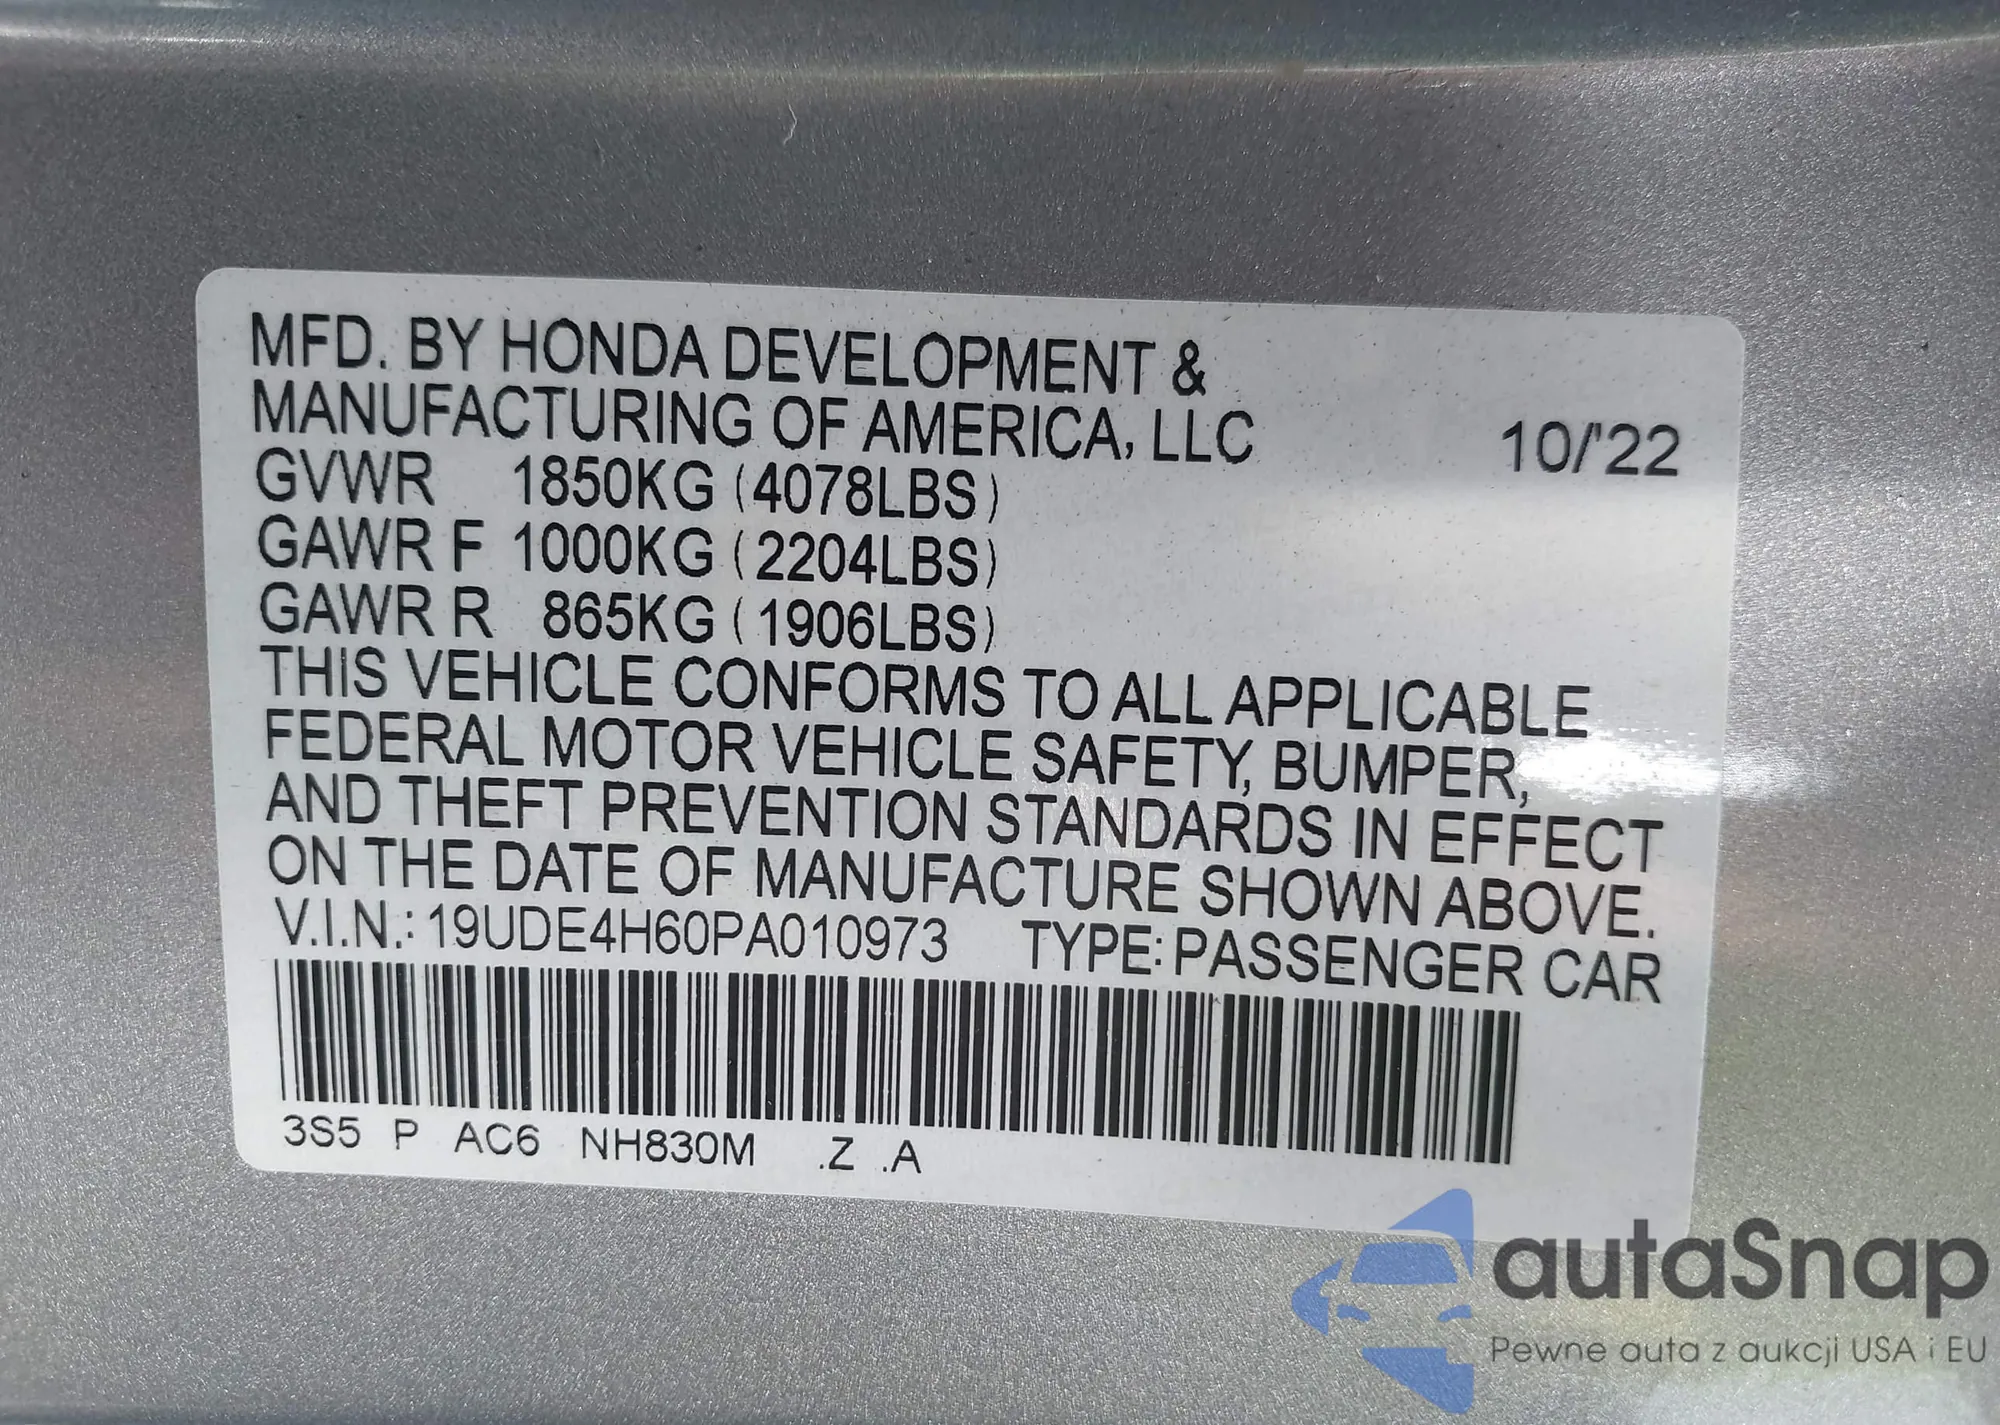 MFD. BY HONDA DEVELOPMENT &
MANUFACTURING OF AMERICA, LLC 10/'22
GVWR 1850KG (4078LBS)
GAWR F 1000KG (2204LBS)
GAWR R 865KG (1906LBS)
THIS VEHICLE CONFORMS TO ALL APPLICABLE
FEDERAL MOTOR VEHICLE SAFETY, BUMPER,
AND THEFT PREVENTION STANDARDS IN EFFECT
ON THE DATE OF MANUFACTURE SHOWN ABOVE.
V.I.N.: 19UDE4H60PA010973 TYPE: PASSENGER CAR
3S5 P AC6 NH830M .Z .A
autaSnap
Pewne auta z aukcji USA i EU